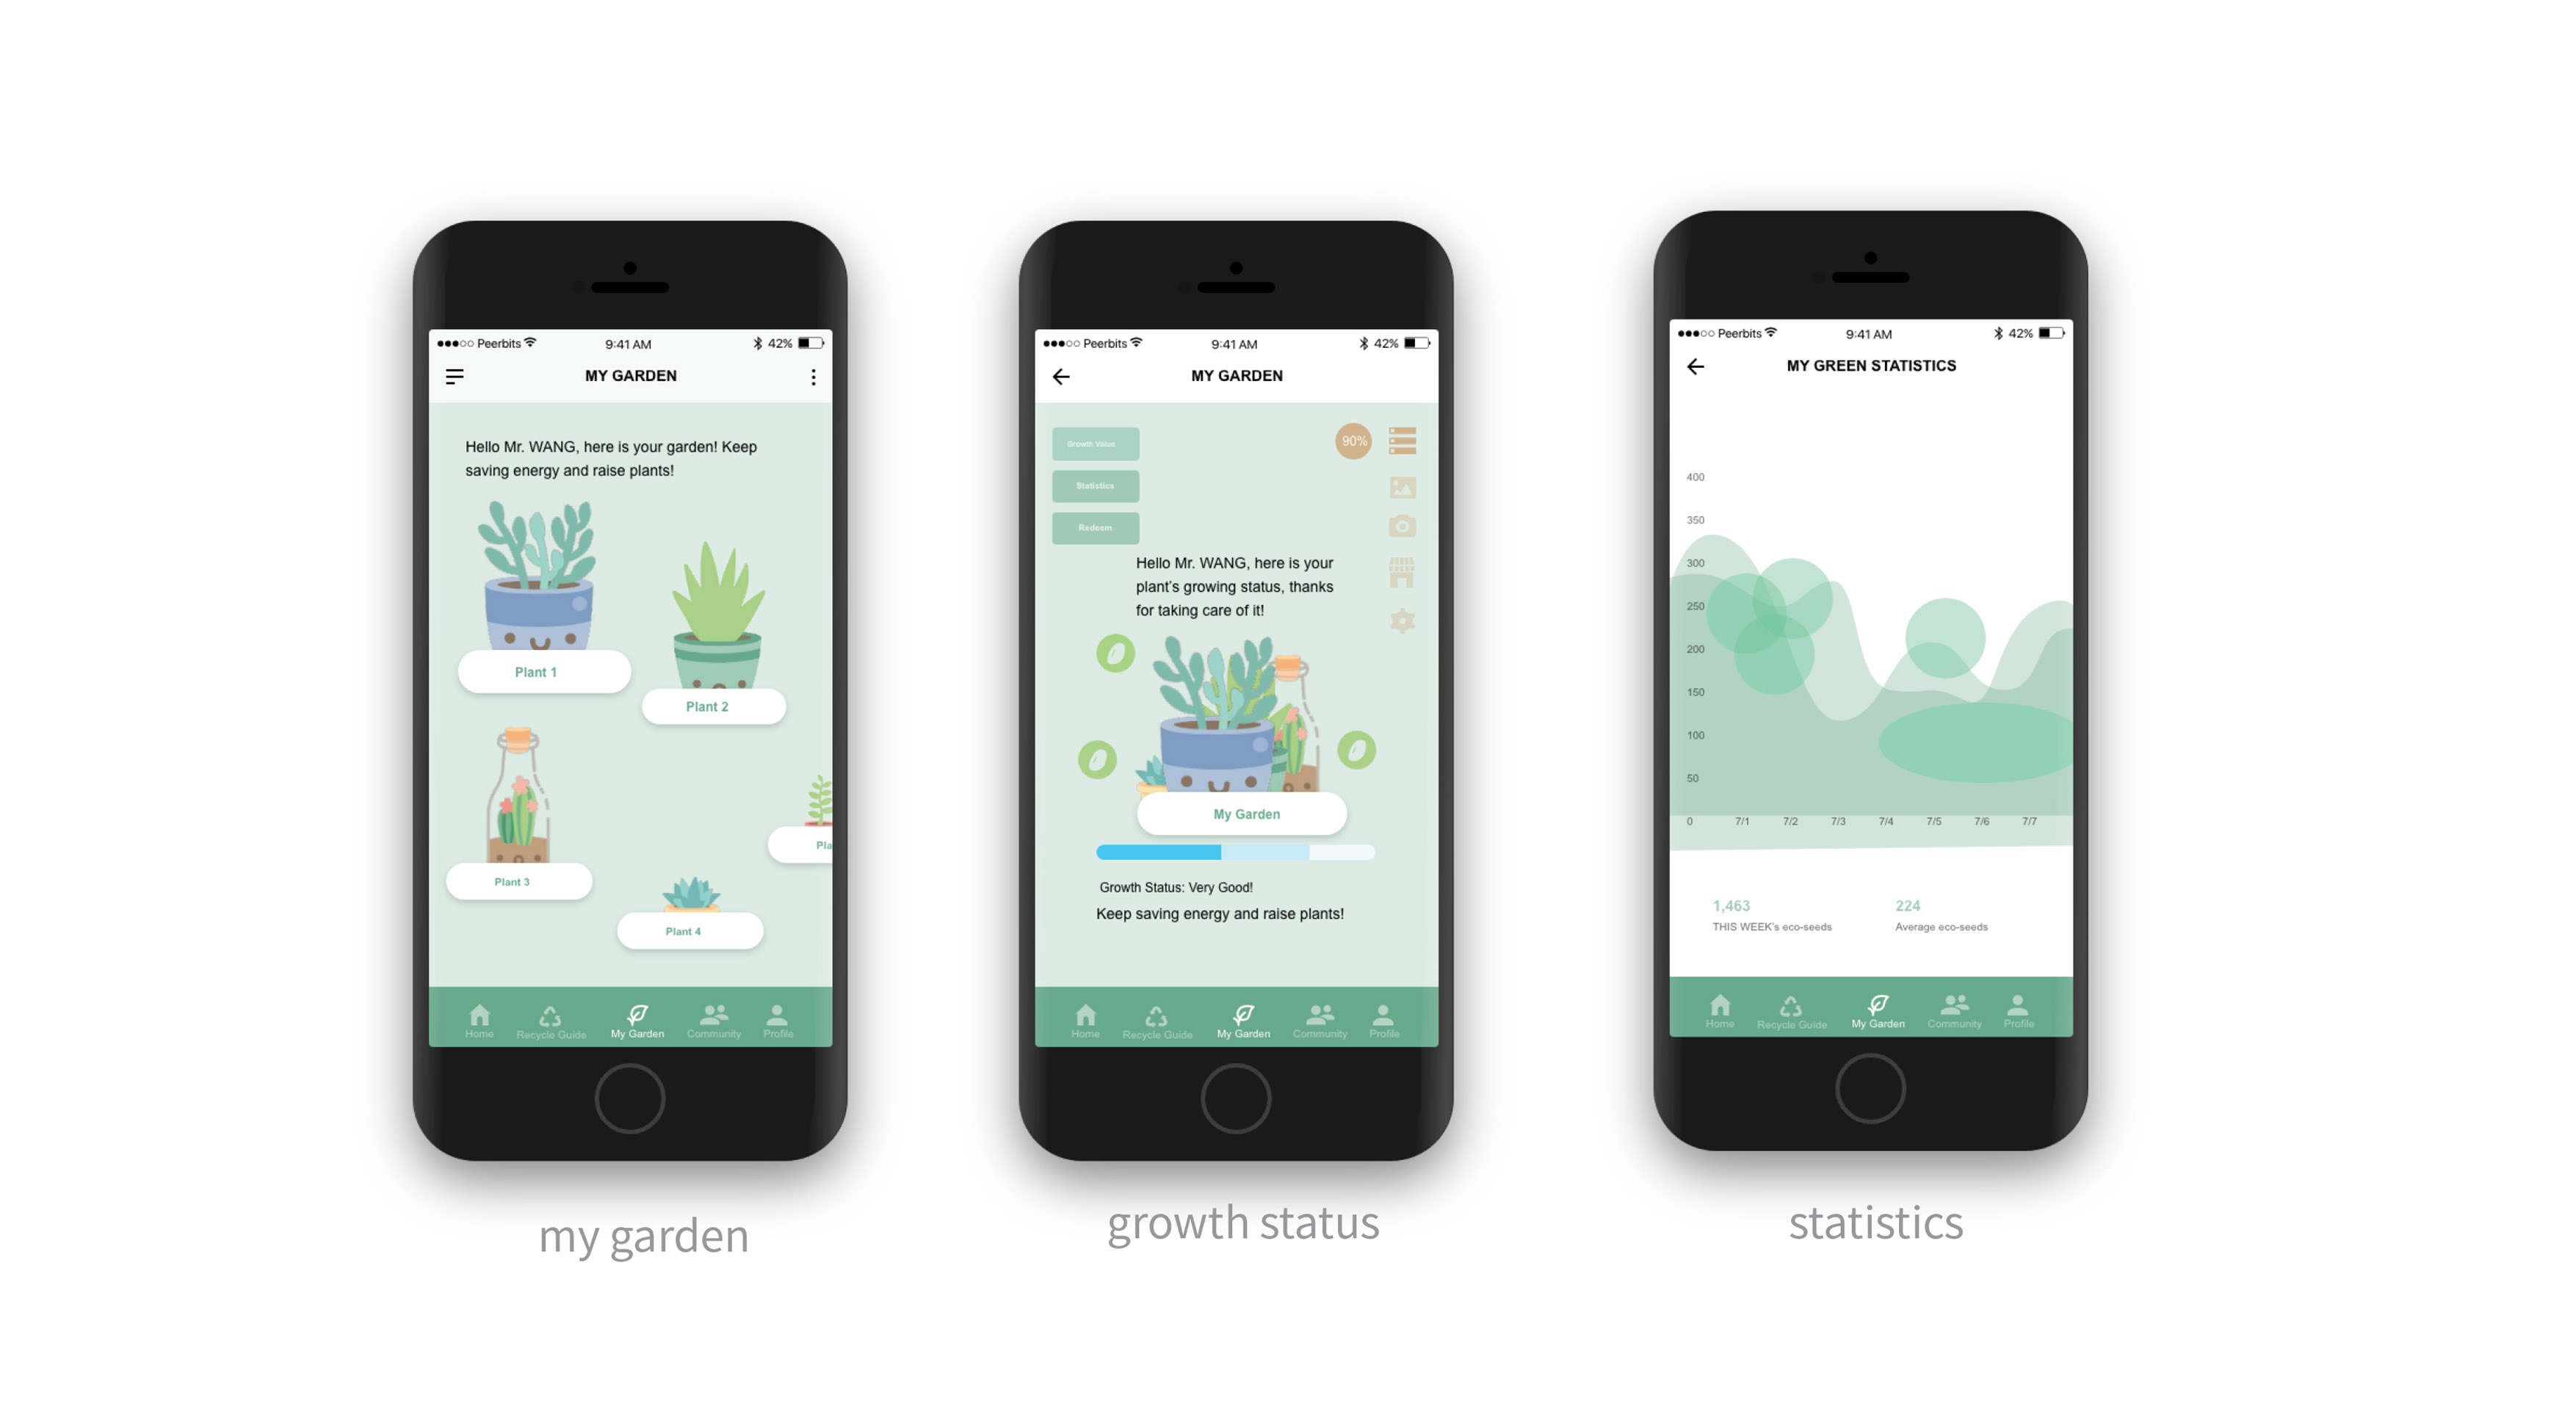 Peerbits 9:41 AM 42%
MY GARDEN
Hello Mr. WANG, here is your garden! Keep
saving energy and raise plants!
Plant 1
Plant 2
Pla
Plant 3
Plant 4
Home Recycle Guide My Garden Community Profile
my garden
Peerbits 9:41 AM 42%
MY GARDEN
Growth Value
90%
Statistics
Redeem
Hello Mr. WANG, here is your
plant's growing status, thanks
for taking care of it!
My Garden
Growth Status: Very Good!
Keep saving energy and raise plants!
Home Recycle Guide My Garden Community Profile
growth status
Peerbits 9:41 AM 42%
MY GREEN STATISTICS
400
350
300
250
200
150
100
50
0 7/1 7/2 7/3 7/4 7/5 7/6 7/7
1,463 224
THIS WEEK's eco-seeds Average eco-seeds
Home Recycle Guide My Garden Community Profile
statistics